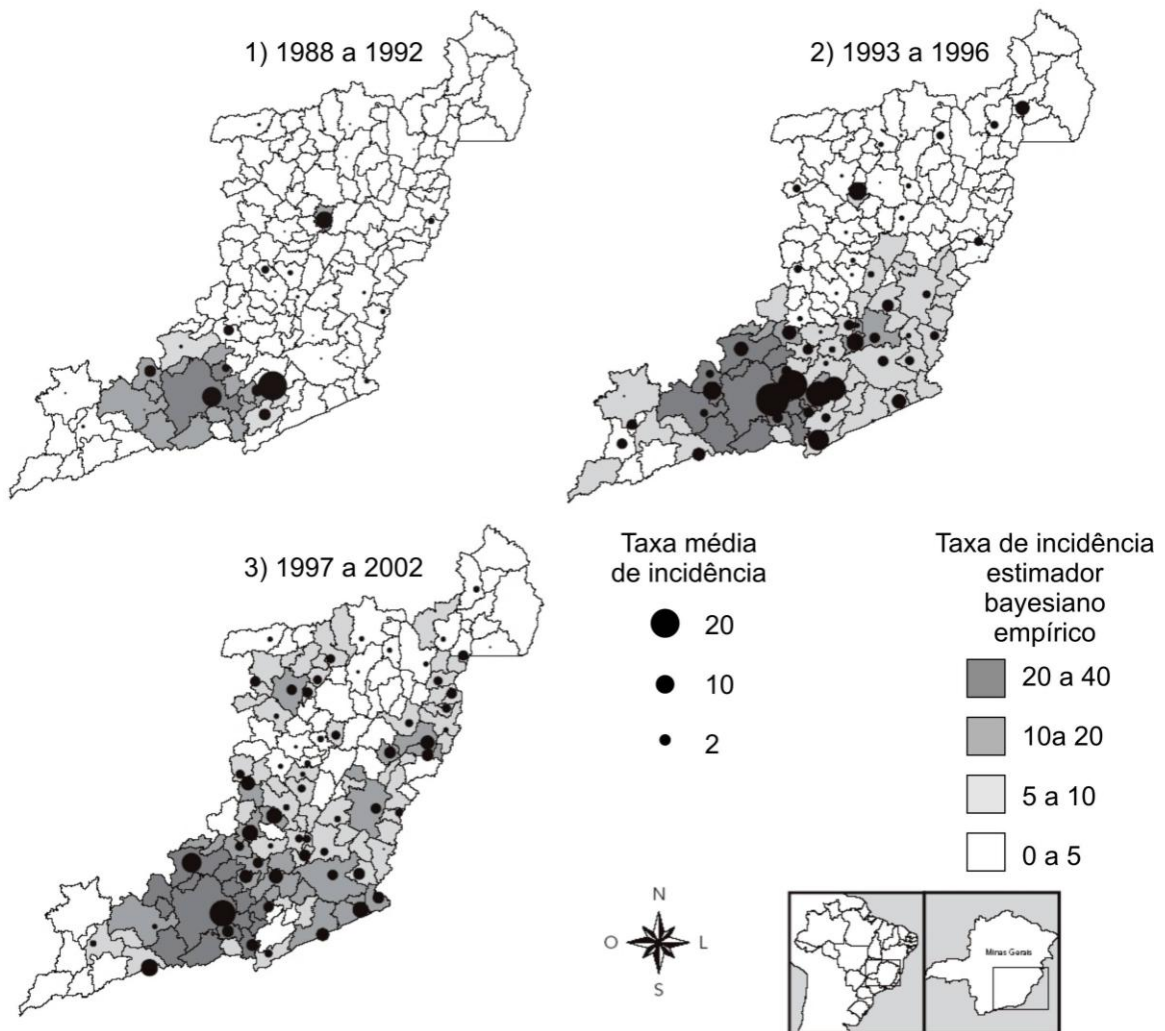 1) 1988 a 1992
2) 1993 a 1996
3) 1997 a 2002
Taxa média
de incidência
20
10
2
Taxa de incidência
estimador
bayesiano
empírico
20 a 40
10a 20
5 a 10
0 a 5
N
O
L
S
Minas Gerais